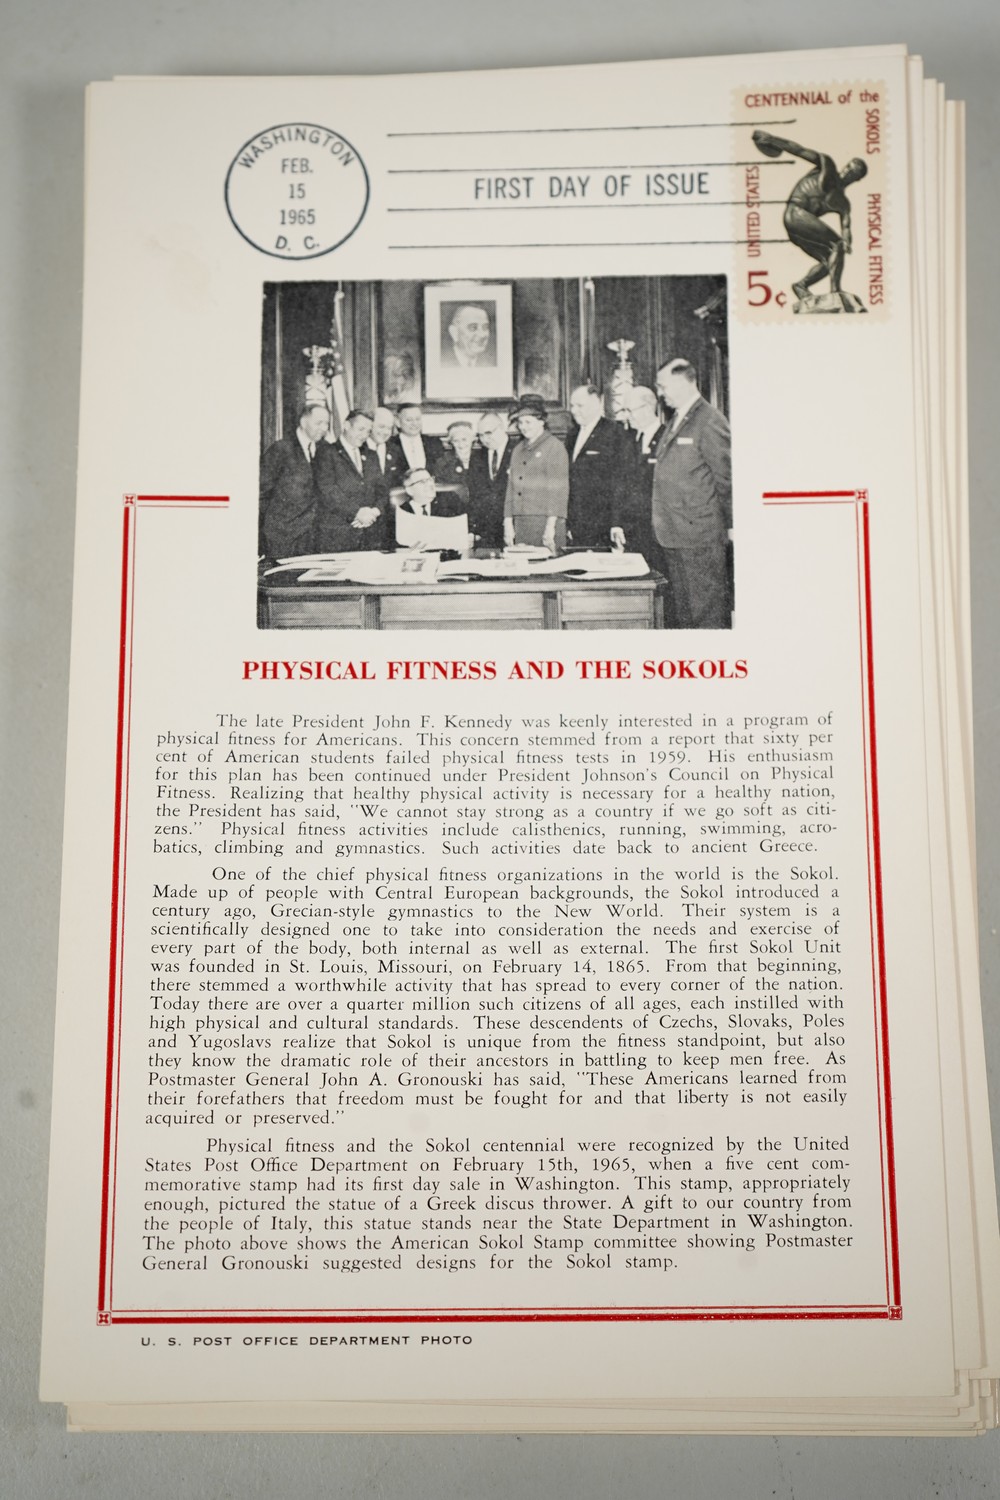 WASHINGTON
FEB.
15
1965
D. C.
FIRST DAY OF ISSUE
CENTENNIAL of the
SOKOLS PHYSICAL FITNESS
UNITED STATES
5¢
PHYSICAL FITNESS AND THE SOKOLS
The late President John F. Kennedy was keenly interested in a program of
physical fitness for Americans. This concern stemmed from a report that sixty per
cent of American students failed physical fitness tests in 1959. His enthusiasm
for this plan has been continued under President Johnson's Council on Physical
Fitness. Realizing that healthy physical activity is necessary for a healthy nation,
the President has said, "We cannot stay strong as a country if we go soft as citi-
zens." Physical fitness activities include calisthenics, running, swimming, acro-
batics, climbing and gymnastics. Such activities date back to ancient Greece.
One of the chief physical fitness organizations in the world is the Sokol.
Made up of people with Central European backgrounds, the Sokol introduced a
century ago, Grecian-style gymnastics to the New World. Their system is a
scientifically designed one to take into consideration the needs and exercise of
every part of the body, both internal as well as external. The first Sokol Unit
was founded in St. Louis, Missouri, on February 14, 1865. From that beginning,
there stemmed a worthwhile activity that has spread to every corner of the nation.
Today there are over a quarter million such citizens of all ages, each instilled with
high physical and cultural standards. These descendents of Czechs, Slovaks, Poles
and Yugoslavs realize that Sokol is unique from the fitness standpoint, but also
they know the dramatic role of their ancestors in battling to keep men free. As
Postmaster General John A. Gronouski has said, "These Americans learned from
their forefathers that freedom must be fought for and that liberty is not easily
acquired or preserved."
Physical fitness and the Sokol centennial were recognized by the United
States Post Office Department on February 15th, 1965, when a five cent com-
memorative stamp had its first day sale in Washington. This stamp, appropriately
enough, pictured the statue of a Greek discus thrower. A gift to our country from
the people of Italy, this statue stands near the State Department in Washington.
The photo above shows the American Sokol Stamp committee showing Postmaster
General Gronouski suggested designs for the Sokol stamp.
U. S. POST OFFICE DEPARTMENT PHOTO